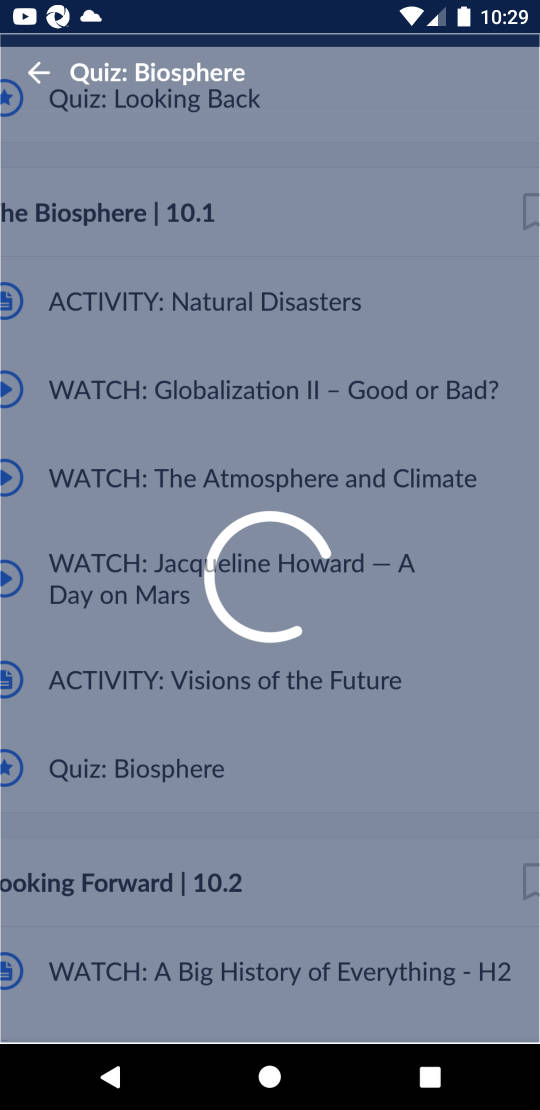 10:29
Quiz: Biosphere
Quiz: Looking Back
he Biosphere | 10.1
ACTIVITY: Natural Disasters
WATCH: Globalization II – Good or Bad?
WATCH: The Atmosphere and Climate
WATCH: Jacqueline Howard — A
Day on Mars
ACTIVITY: Visions of the Future
Quiz: Biosphere
ooking Forward | 10.2
WATCH: A Big History of Everything - H2